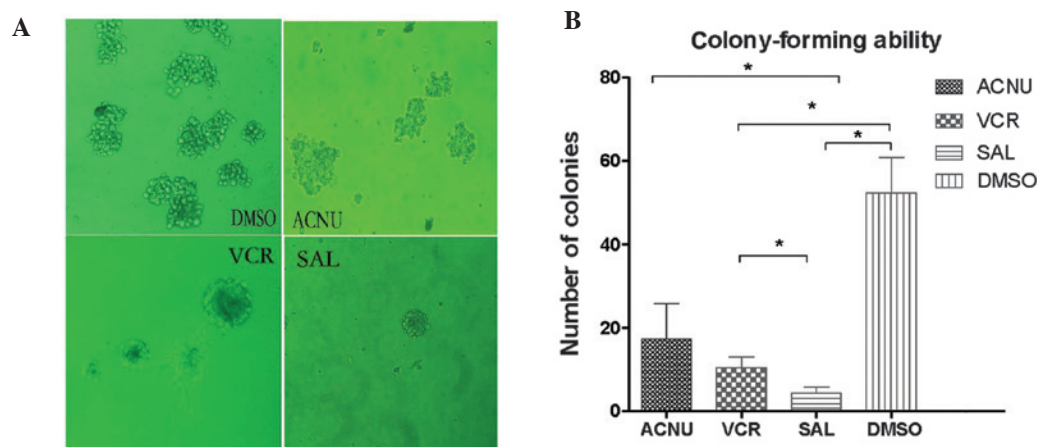 A
DMSO
ACNU
VCR
SAL
B
Colony-forming ability
Number of colonies
80
60
40
20
0
*
*
*
*
ACNU
VCR
SAL
DMSO
ACNU
VCR
SAL
DMSO